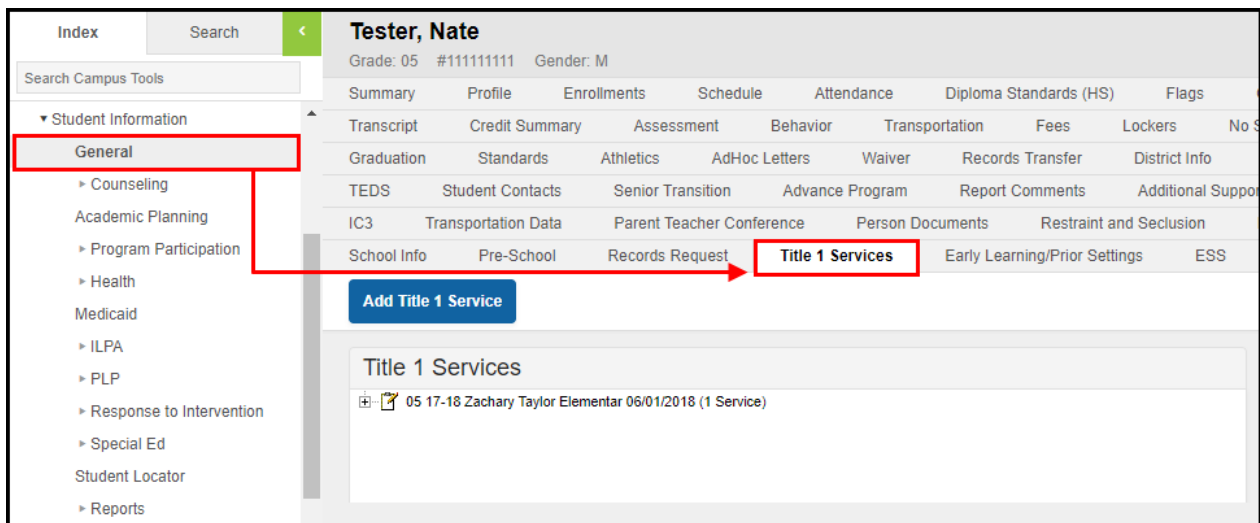 Index Search
Search Campus Tools
Student Information
General
Counseling
Academic Planning
Program Participation
Health
Medicaid
ILPA
PLP
Response to Intervention
Special Ed
Student Locator
Reports
Tester, Nate
Grade: 05 #111111111 Gender: M
Summary Profile Enrollments Schedule Attendance Diploma Standards (HS) Flags
Transcript Credit Summary Assessment Behavior Transportation Fees Lockers No
Graduation Standards Athletics AdHoc Letters Waiver Records Transfer District Info
TEDS Student Contacts Senior Transition Advance Program Report Comments Additional Suppor
IC3 Transportation Data Parent Teacher Conference Person Documents Restraint and Seclusion
School Info Pre-School Records Request Title 1 Services Early Learning/Prior Settings ESS
Add Title 1 Service
Title 1 Services
05 17-18 Zachary Taylor Elementar 06/01/2018 (1 Service)